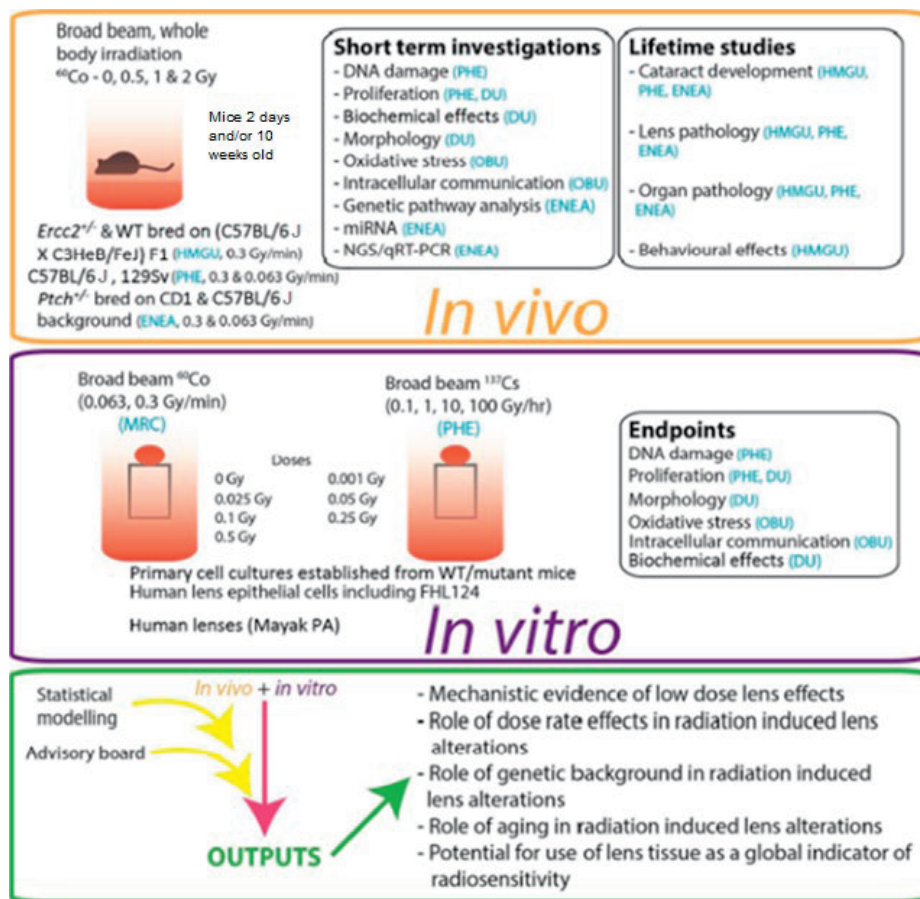 Broad beam, whole
body irradiation
⁶⁰Co - 0, 0.5, 1 & 2 Gy
Mice 2 days
and/or 10
weeks old
Ercc2+/- & WT bred on (C57BL/6J
X C3HeB/FeJ) F1 (HMGU, 0.3 Gy/min)
C57BL/6J , 129Sv (PHE, 0.3 & 0.063 Gy/min)
Ptch+/- bred on CD1 & C57BL/6J
background (ENEA, 0.3 & 0.063 Gy/min)
Short term investigations
- DNA damage (PHE)
- Proliferation (PHE, DU)
- Biochemical effects (DU)
- Morphology (DU)
- Oxidative stress (OBU)
- Intracellular communication (OBU)
- Genetic pathway analysis (ENEA)
- miRNA (ENEA)
- NGS/qRT-PCR (ENEA)
Lifetime studies
- Cataract development (HMGU,
PHE, ENEA)
- Lens pathology (HMGU, PHE,
ENEA)
- Organ pathology (HMGU, PHE,
ENEA)
- Behavioural effects (HMGU)
In vivo
Broad beam ⁶⁰Co
(0.063, 0.3 Gy/min)
(MRC)
Broad beam ¹³⁷Cs
(0.1, 1, 10, 100 Gy/hr)
(PHE)
Doses
0 Gy 0.001 Gy
0.025 Gy 0.05 Gy
0.1 Gy 0.25 Gy
0.5 Gy
Primary cell cultures established from WT/mutant mice
Human lens epithelial cells including FHL124
Human lenses (Mayak PA)
Endpoints
DNA damage (PHE)
Proliferation (PHE, DU)
Morphology (DU)
Oxidative stress (OBU)
Intracellular communication (OBU)
Biochemical effects (DU)
In vitro
Statistical
modelling
Advisory board
In vivo + in vitro
OUTPUTS
- Mechanistic evidence of low dose lens effects
- Role of dose rate effects in radiation induced lens
alterations
- Role of genetic background in radiation induced
lens alterations
- Role of aging in radiation induced lens alterations
- Potential for use of lens tissue as a global indicator of
radiosensitivity